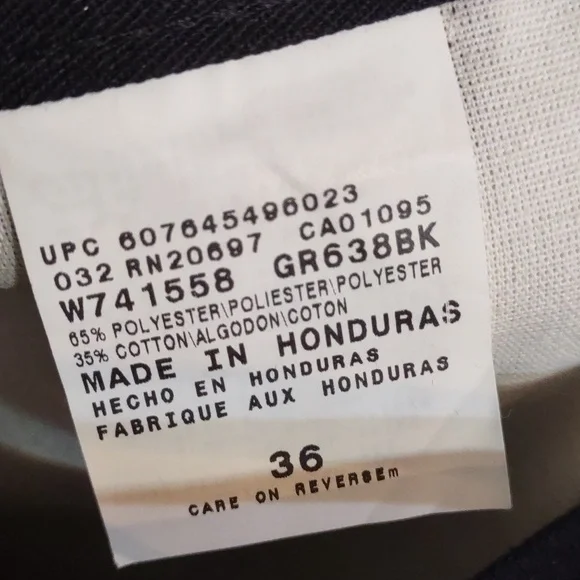 UPC 607645496023
032 RN20697 CA01095
W741558 GR638BK
65% POLYESTER\POLIESTER\POLYESTER
35% COTTON\ALGODON\COTON
MADE IN HONDURAS
HECHO EN HONDURAS
FABRIQUE AUX HONDURAS
36
CARE ON REVERSEm